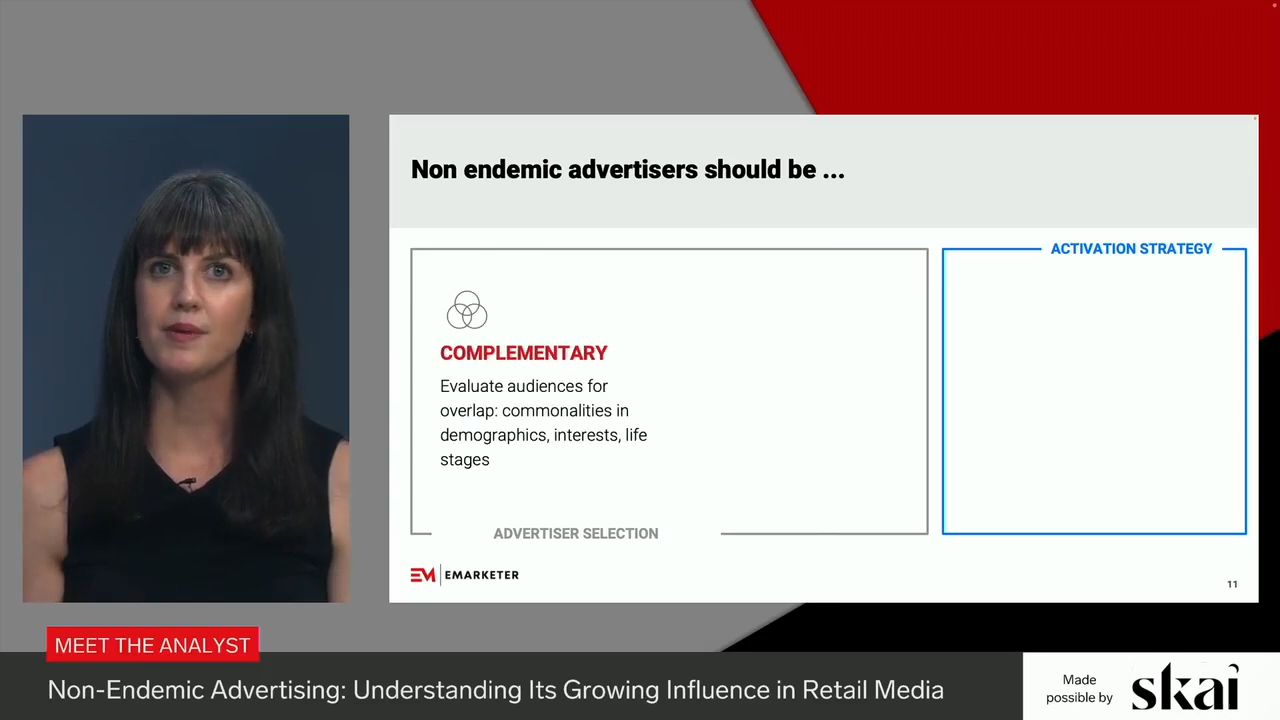 Non endemic advertisers should be ...
ACTIVATION STRATEGY
COMPLEMENTARY
Evaluate audiences for
overlap: commonalities in
demographics, interests, life
stages
ADVERTISER SELECTION
EM EMARKETER
11
MEET THE ANALYST
Non-Endemic Advertising: Understanding Its Growing Influence in Retail Media
Made
possible by
skai